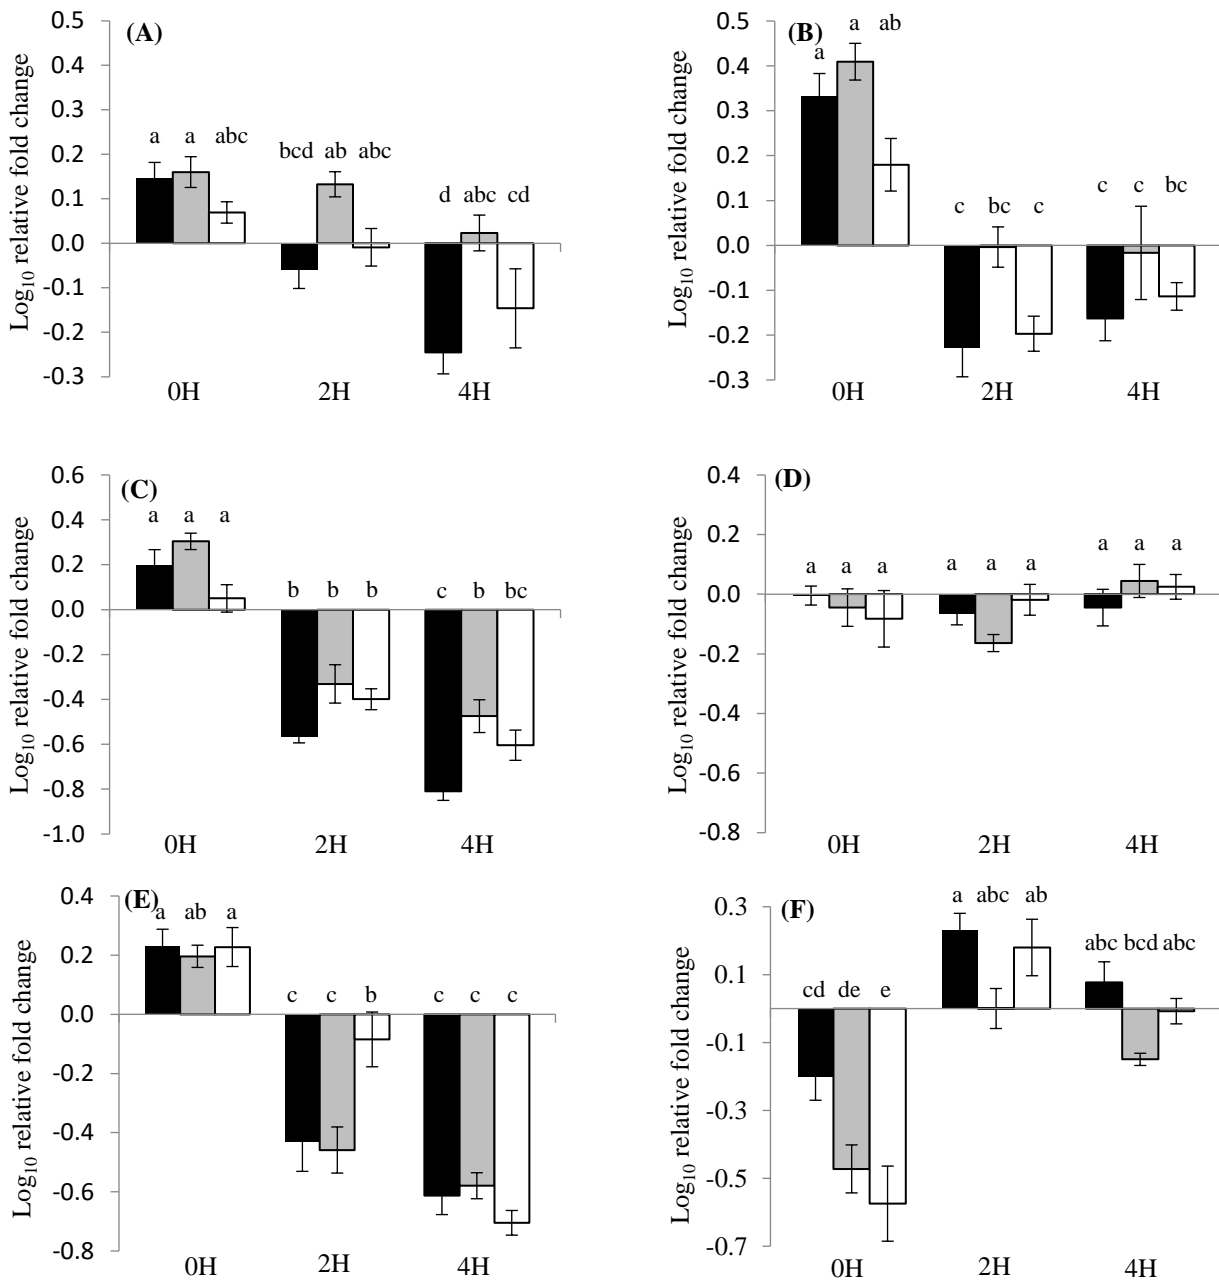 (A)
Log10 relative fold change
0.5
0.4
0.3
0.2
0.1
0.0
-0.1
-0.2
-0.3
a a abc
bcd ab abc
d abc cd
0H 2H 4H
(B)
Log10 relative fold change
0.5
0.4
0.3
0.2
0.1
0.0
-0.1
-0.2
-0.3
a a ab
c bc c
c c bc
0H 2H 4H
(C)
Log10 relative fold change
0.6
0.4
0.2
0.0
-0.2
-0.4
-0.6
-0.8
-1.0
a a a
b b b
c b bc
0H 2H 4H
(D)
Log10 relative fold change
0.4
0.2
0.0
-0.2
-0.4
-0.6
-0.8
a a a
a a a
a a a
0H 2H 4H
(E)
Log10 relative fold change
0.4
0.2
0.0
-0.2
-0.4
-0.6
-0.8
a ab a
c c b
c c c
0H 2H 4H
(F)
Log10 relative fold change
0.3
0.1
-0.1
-0.3
-0.5
-0.7
cd de e
a abc ab
abc bcd abc
0H 2H 4H